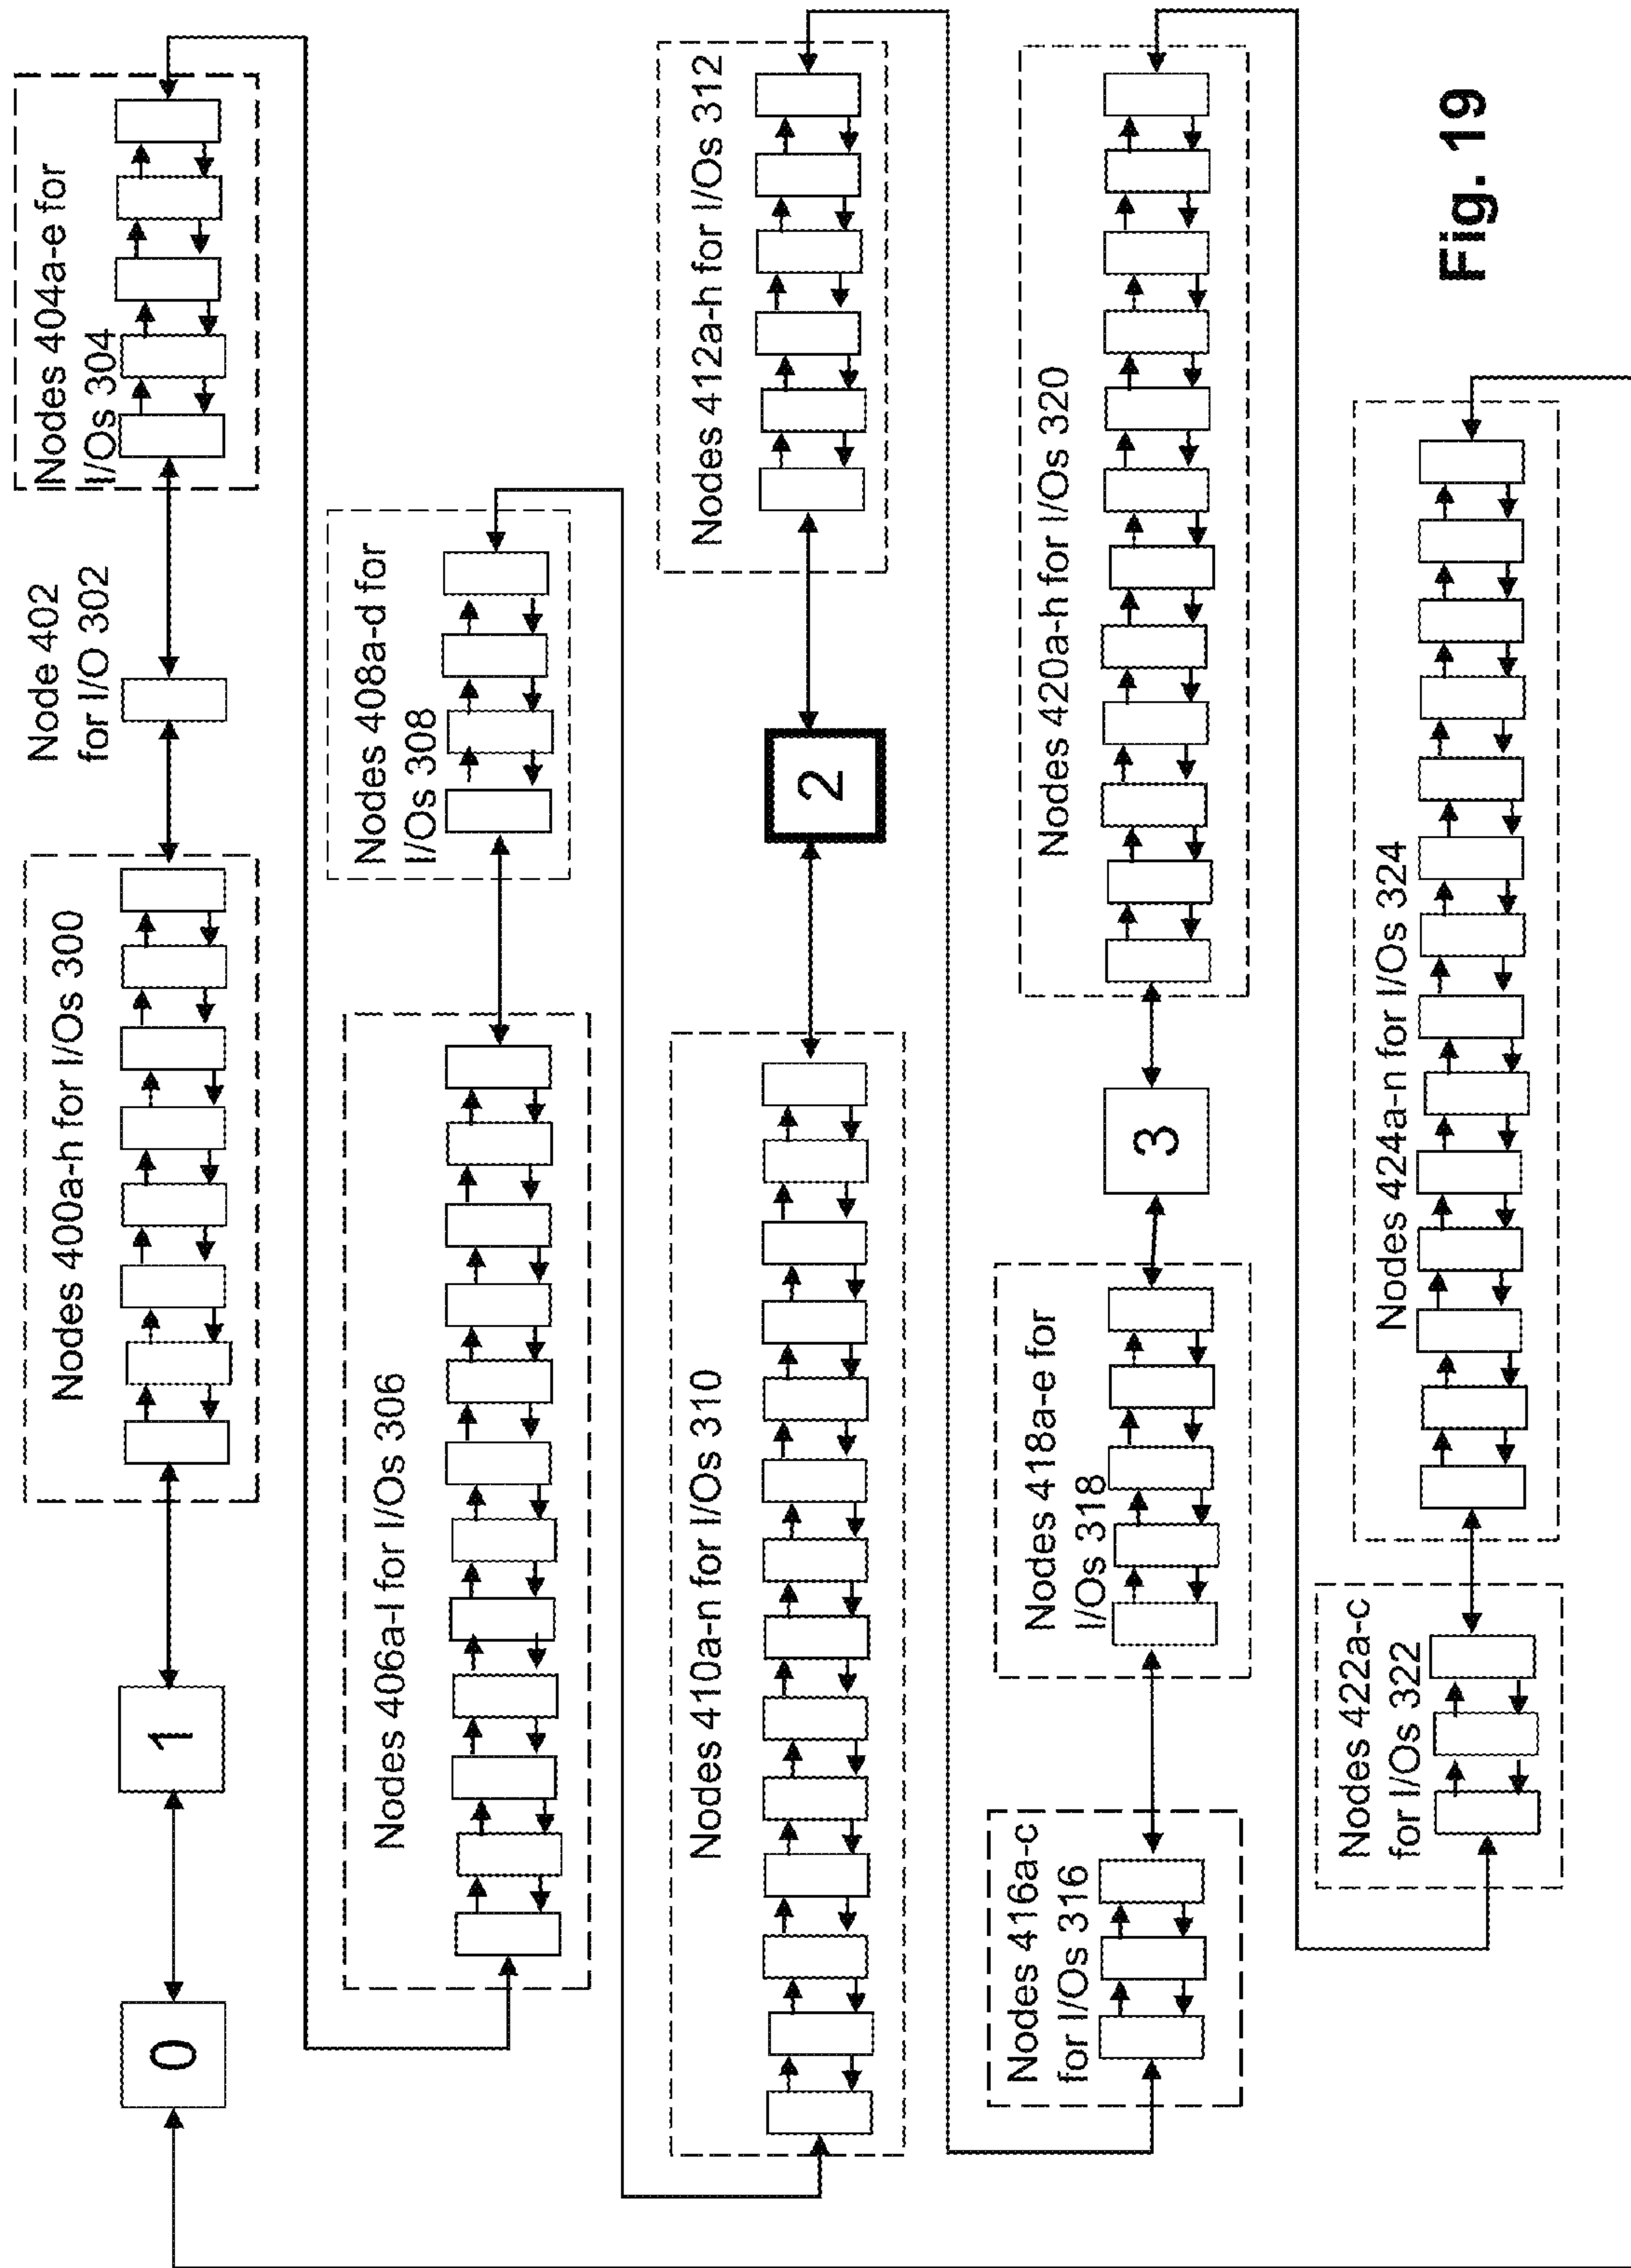 0
1
Nodes 400a-h for I/Os 300
Node 402
for I/O 302
Nodes 404a-e for
I/Os 304
Nodes 406a-l for I/Os 306
Nodes 408a-d for
I/Os 308
Nodes 410a-n for I/Os 310
2
Nodes 412a-h for I/Os 312
Nodes 416a-c
for I/Os 316
Nodes 418a-e for
I/Os 318
3
Nodes 420a-h for I/Os 320
Nodes 422a-c
for I/Os 322
Nodes 424a-n for I/Os 324
Fig. 19